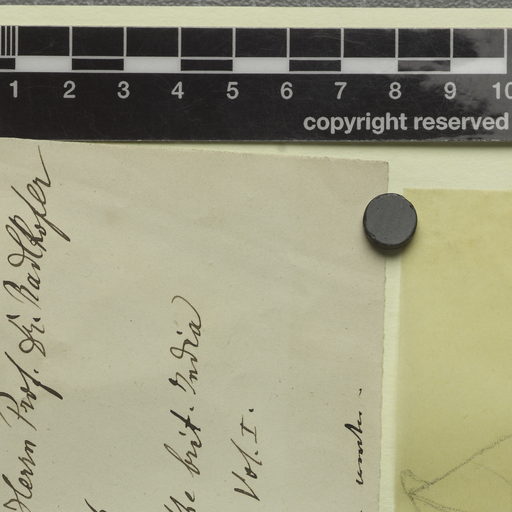 1 2 3 4 5 6 7 8 9 10
copyright reserved
Herrn Prof. Dr. Radlkofer
brit. India
Vol. I.